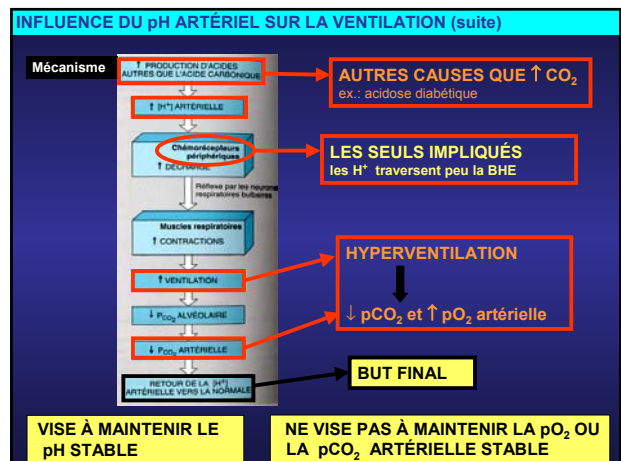 INFLUENCE DU pH ARTÉRIEL SUR LA VENTILATION (suite)
Mécanisme
↑ PRODUCTION D'ACIDES
AUTRES QUE L'ACIDE CARBONIQUE
AUTRES CAUSES QUE ↑ CO₂
ex.: acidose diabétique
↑ [H⁺] ARTÉRIELLE
Chémorécepteurs
périphériques
↑ DÉCHARGE
LES SEULS IMPLIQUÉS
les H⁺ traversent peu la BHE
Réflexe par les neurones
respiratoires bulbaires
Muscles respiratoires
↑ CONTRACTIONS
↑ VENTILATION
HYPERVENTILATION
↓ pCO₂ et ↑ pO₂ artérielle
↓ PCO₂ ALVÉOLAIRE
↓ PCO₂ ARTÉRIELLE
RETOUR DE LA [H⁺]
ARTÉRIELLE VERS LA NORMALE
BUT FINAL
VISE À MAINTENIR LE
pH STABLE
NE VISE PAS À MAINTENIR LA pO₂ OU
LA pCO₂ ARTÉRIELLE STABLE